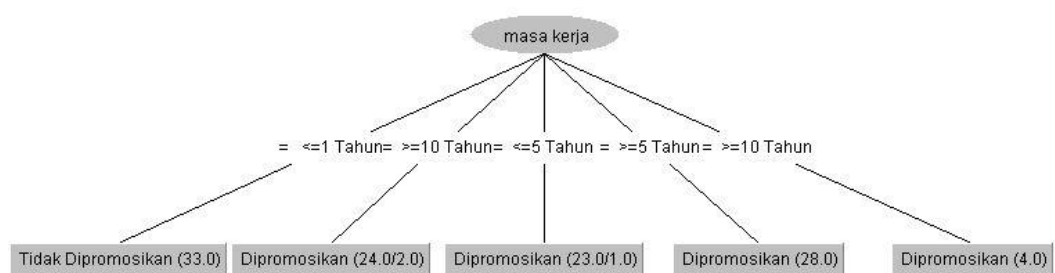 masa kerja
=  <=1 Tahun= >=10 Tahun= <=5 Tahun = >=5 Tahun= >=10 Tahun
Tidak Dipromosikan (33.0) Dipromosikan (24.0/2.0) Dipromosikan (23.0/1.0) Dipromosikan (28.0) Dipromosikan (4.0)